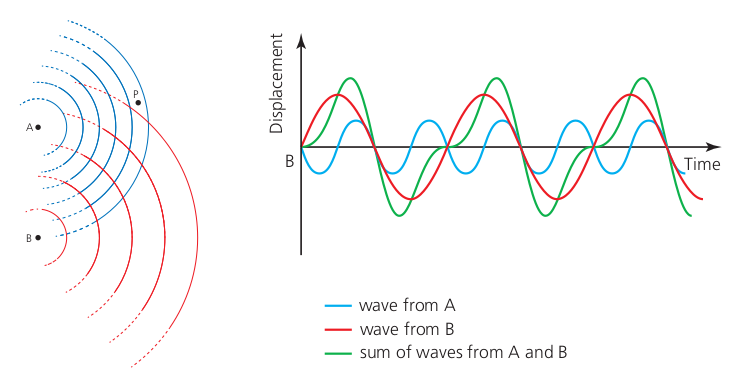 A
P
B
Displacement
B
Time
wave from A
wave from B
sum of waves from A and B